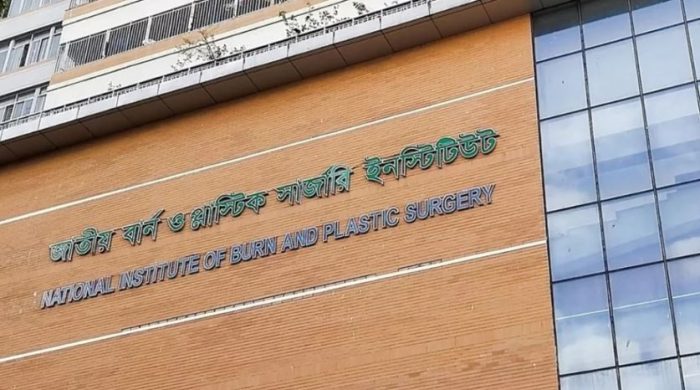 জাতীয় বার্ন ও প্লাস্টিক সার্জারি ইনস্টিটিউট
NATIONAL INSTITUTE OF BURN AND PLASTIC SURGERY